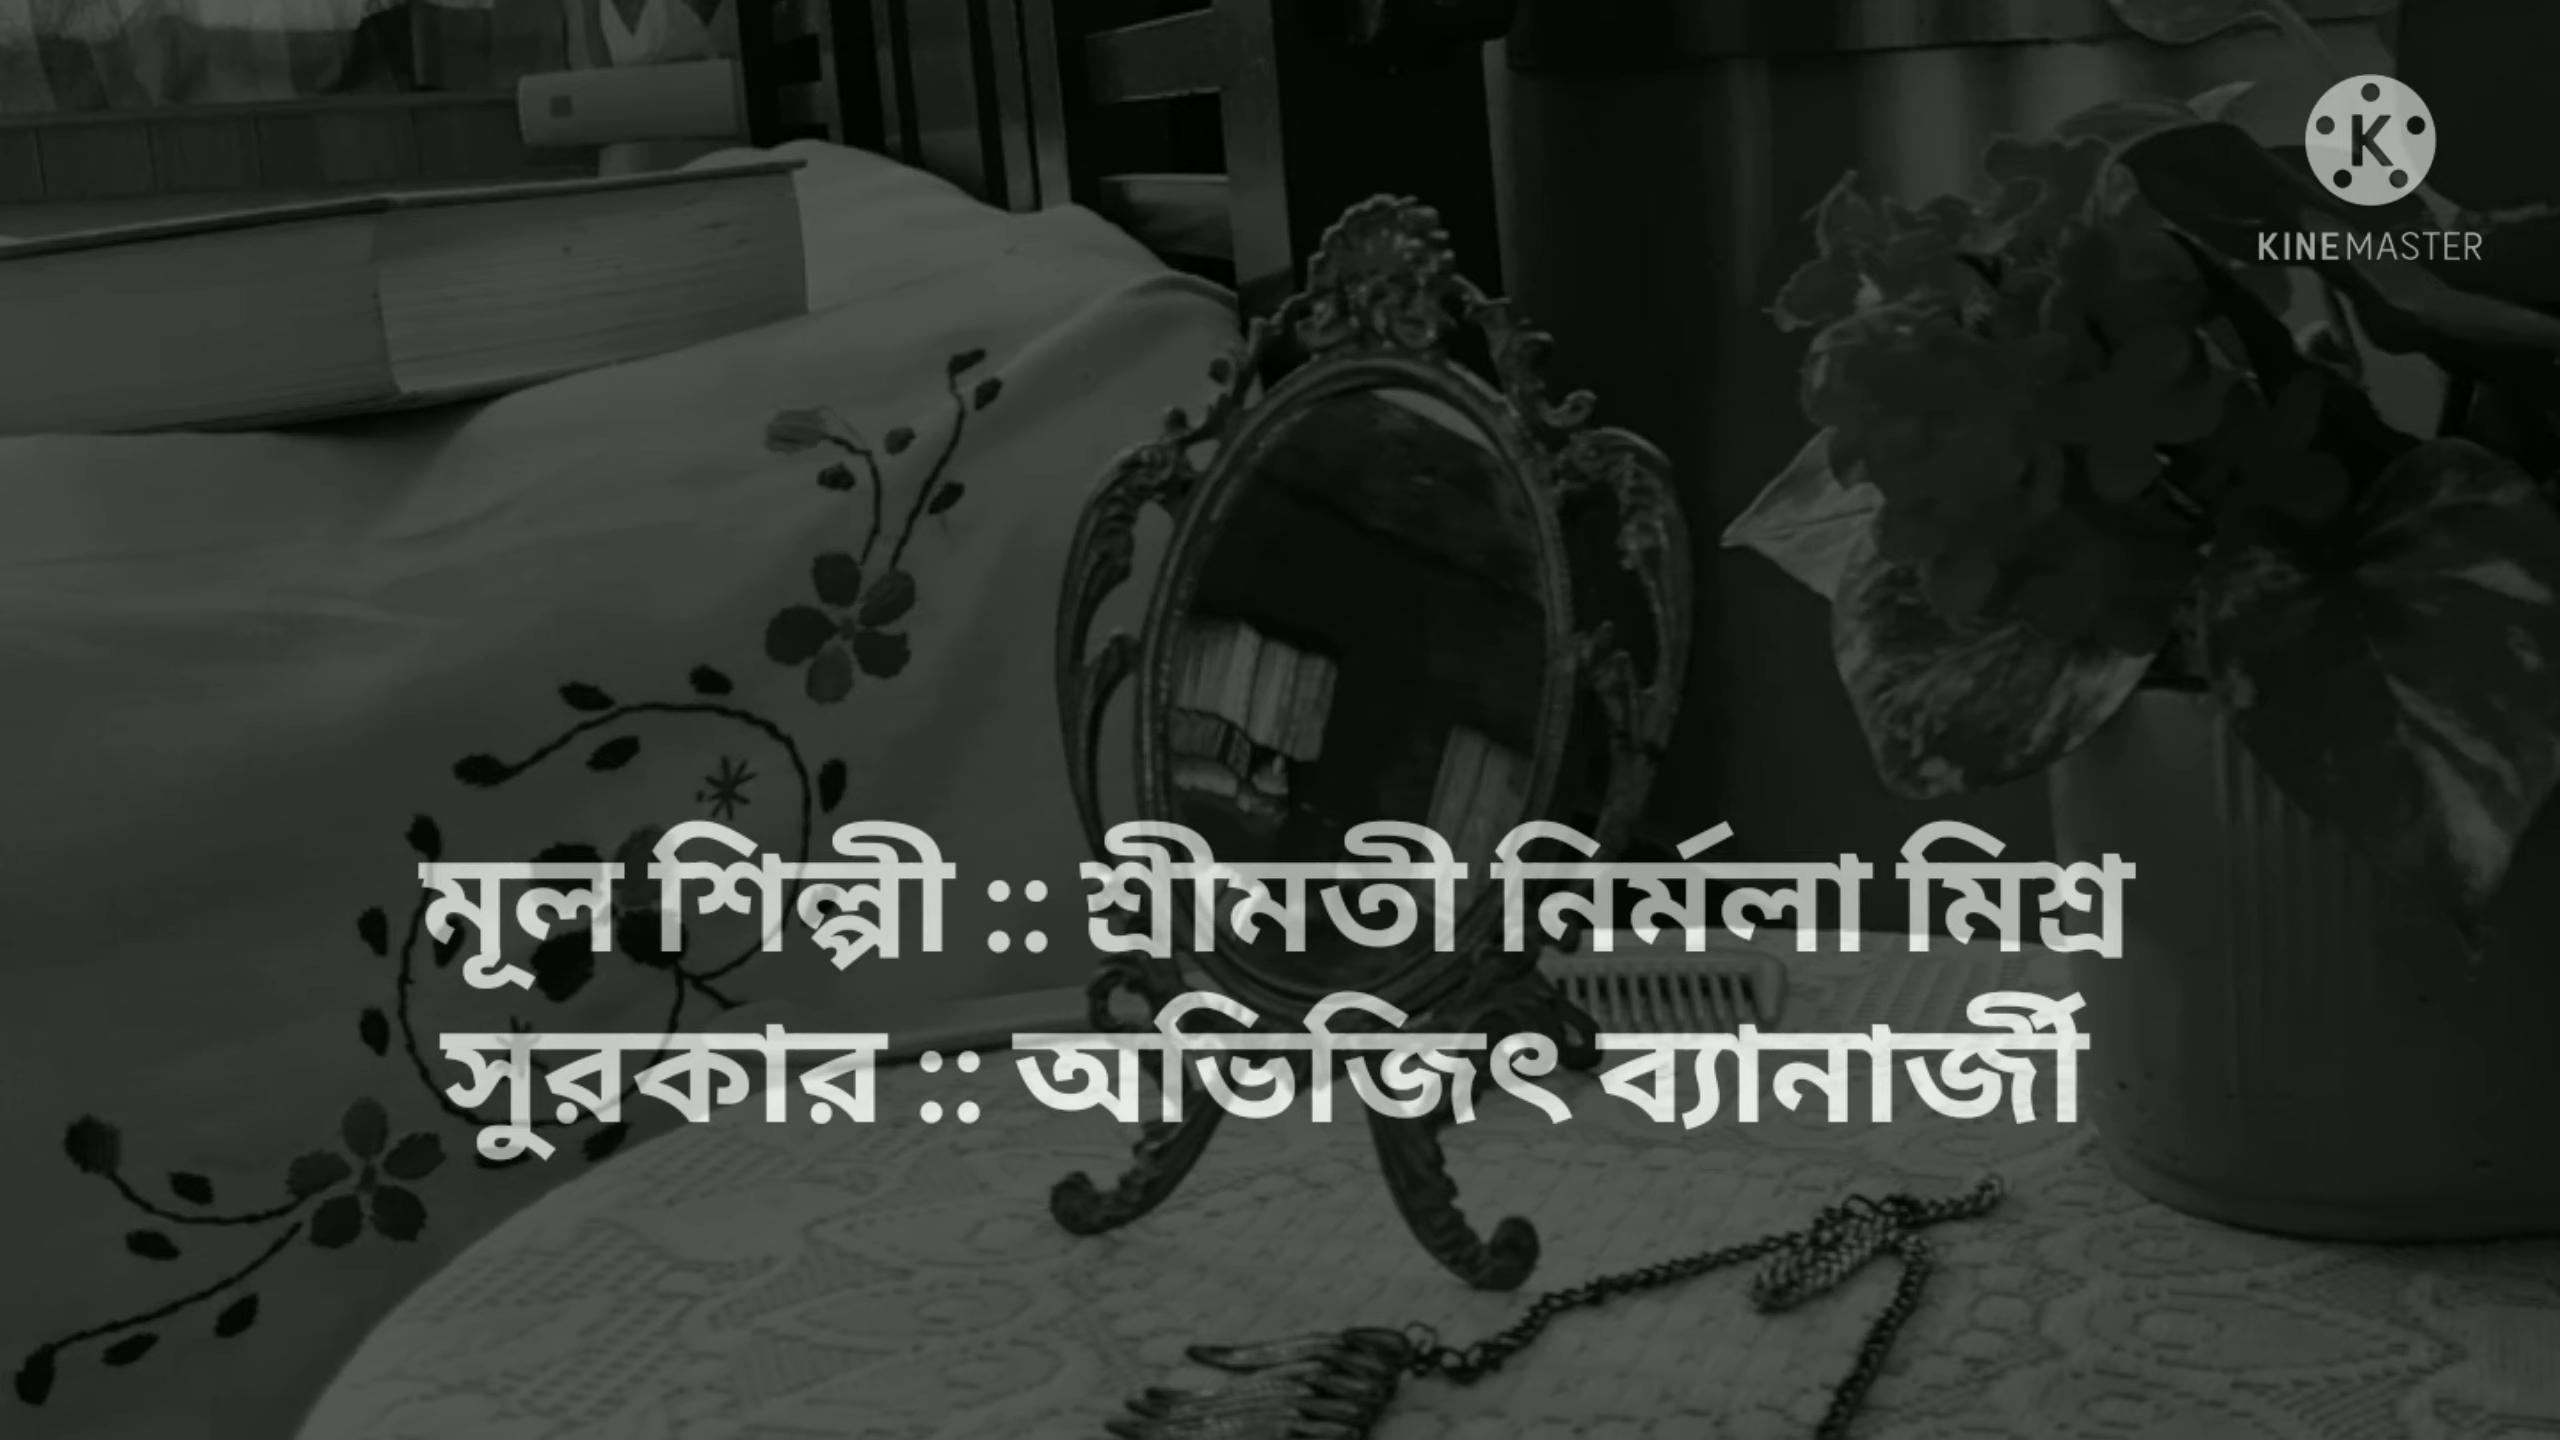 KINEMASTER
মূল শিল্পী :: শ্রীমতী নির্মলা মিশ্র
সুরকার :: অভিজিৎ ব্যানার্জী